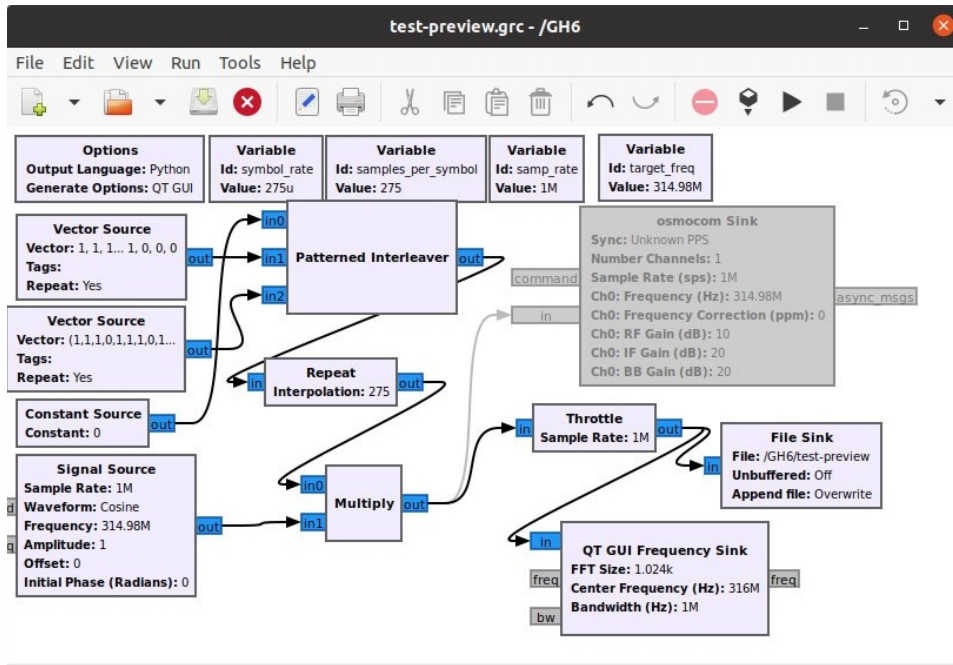 test-preview.grc - /GH6
File Edit View Run Tools Help
Options
Output Language: Python
Generate Options: QT GUI
Variable
Id: symbol_rate
Value: 275u
Variable
Id: samples_per_symbol
Value: 275
Variable
Id: samp_rate
Value: 1M
Variable
Id: target_freq
Value: 314.98M
Vector Source
Vector: 1, 1, 1... 1, 0, 0, 0
Tags:
Repeat: Yes
out
in0
in1
in2
Patterned Interleaver
out
osmocom Sink
Sync: Unknown PPS
Number Channels: 1
Sample Rate (sps): 1M
Ch0: Frequency (Hz): 314.98M
Ch0: Frequency Correction (ppm): 0
Ch0: RF Gain (dB): 10
Ch0: IF Gain (dB): 20
Ch0: BB Gain (dB): 20
command
in
async_msgs
Vector Source
Vector: (1,1,1,0,1,1,1,0,1...
Tags:
Repeat: Yes
out
in
Repeat
Interpolation: 275
out
Constant Source
Constant: 0
out
in
Throttle
Sample Rate: 1M
out
in
File Sink
File: /GH6/test-preview
Unbuffered: Off
Append file: Overwrite
Signal Source
Sample Rate: 1M
Waveform: Cosine
Frequency: 314.98M
Amplitude: 1
Offset: 0
Initial Phase (Radians): 0
out
in0
in1
Multiply
out
in
freq
bw
QT GUI Frequency Sink
FFT Size: 1.024k
Center Frequency (Hz): 316M
Bandwidth (Hz): 1M
freq